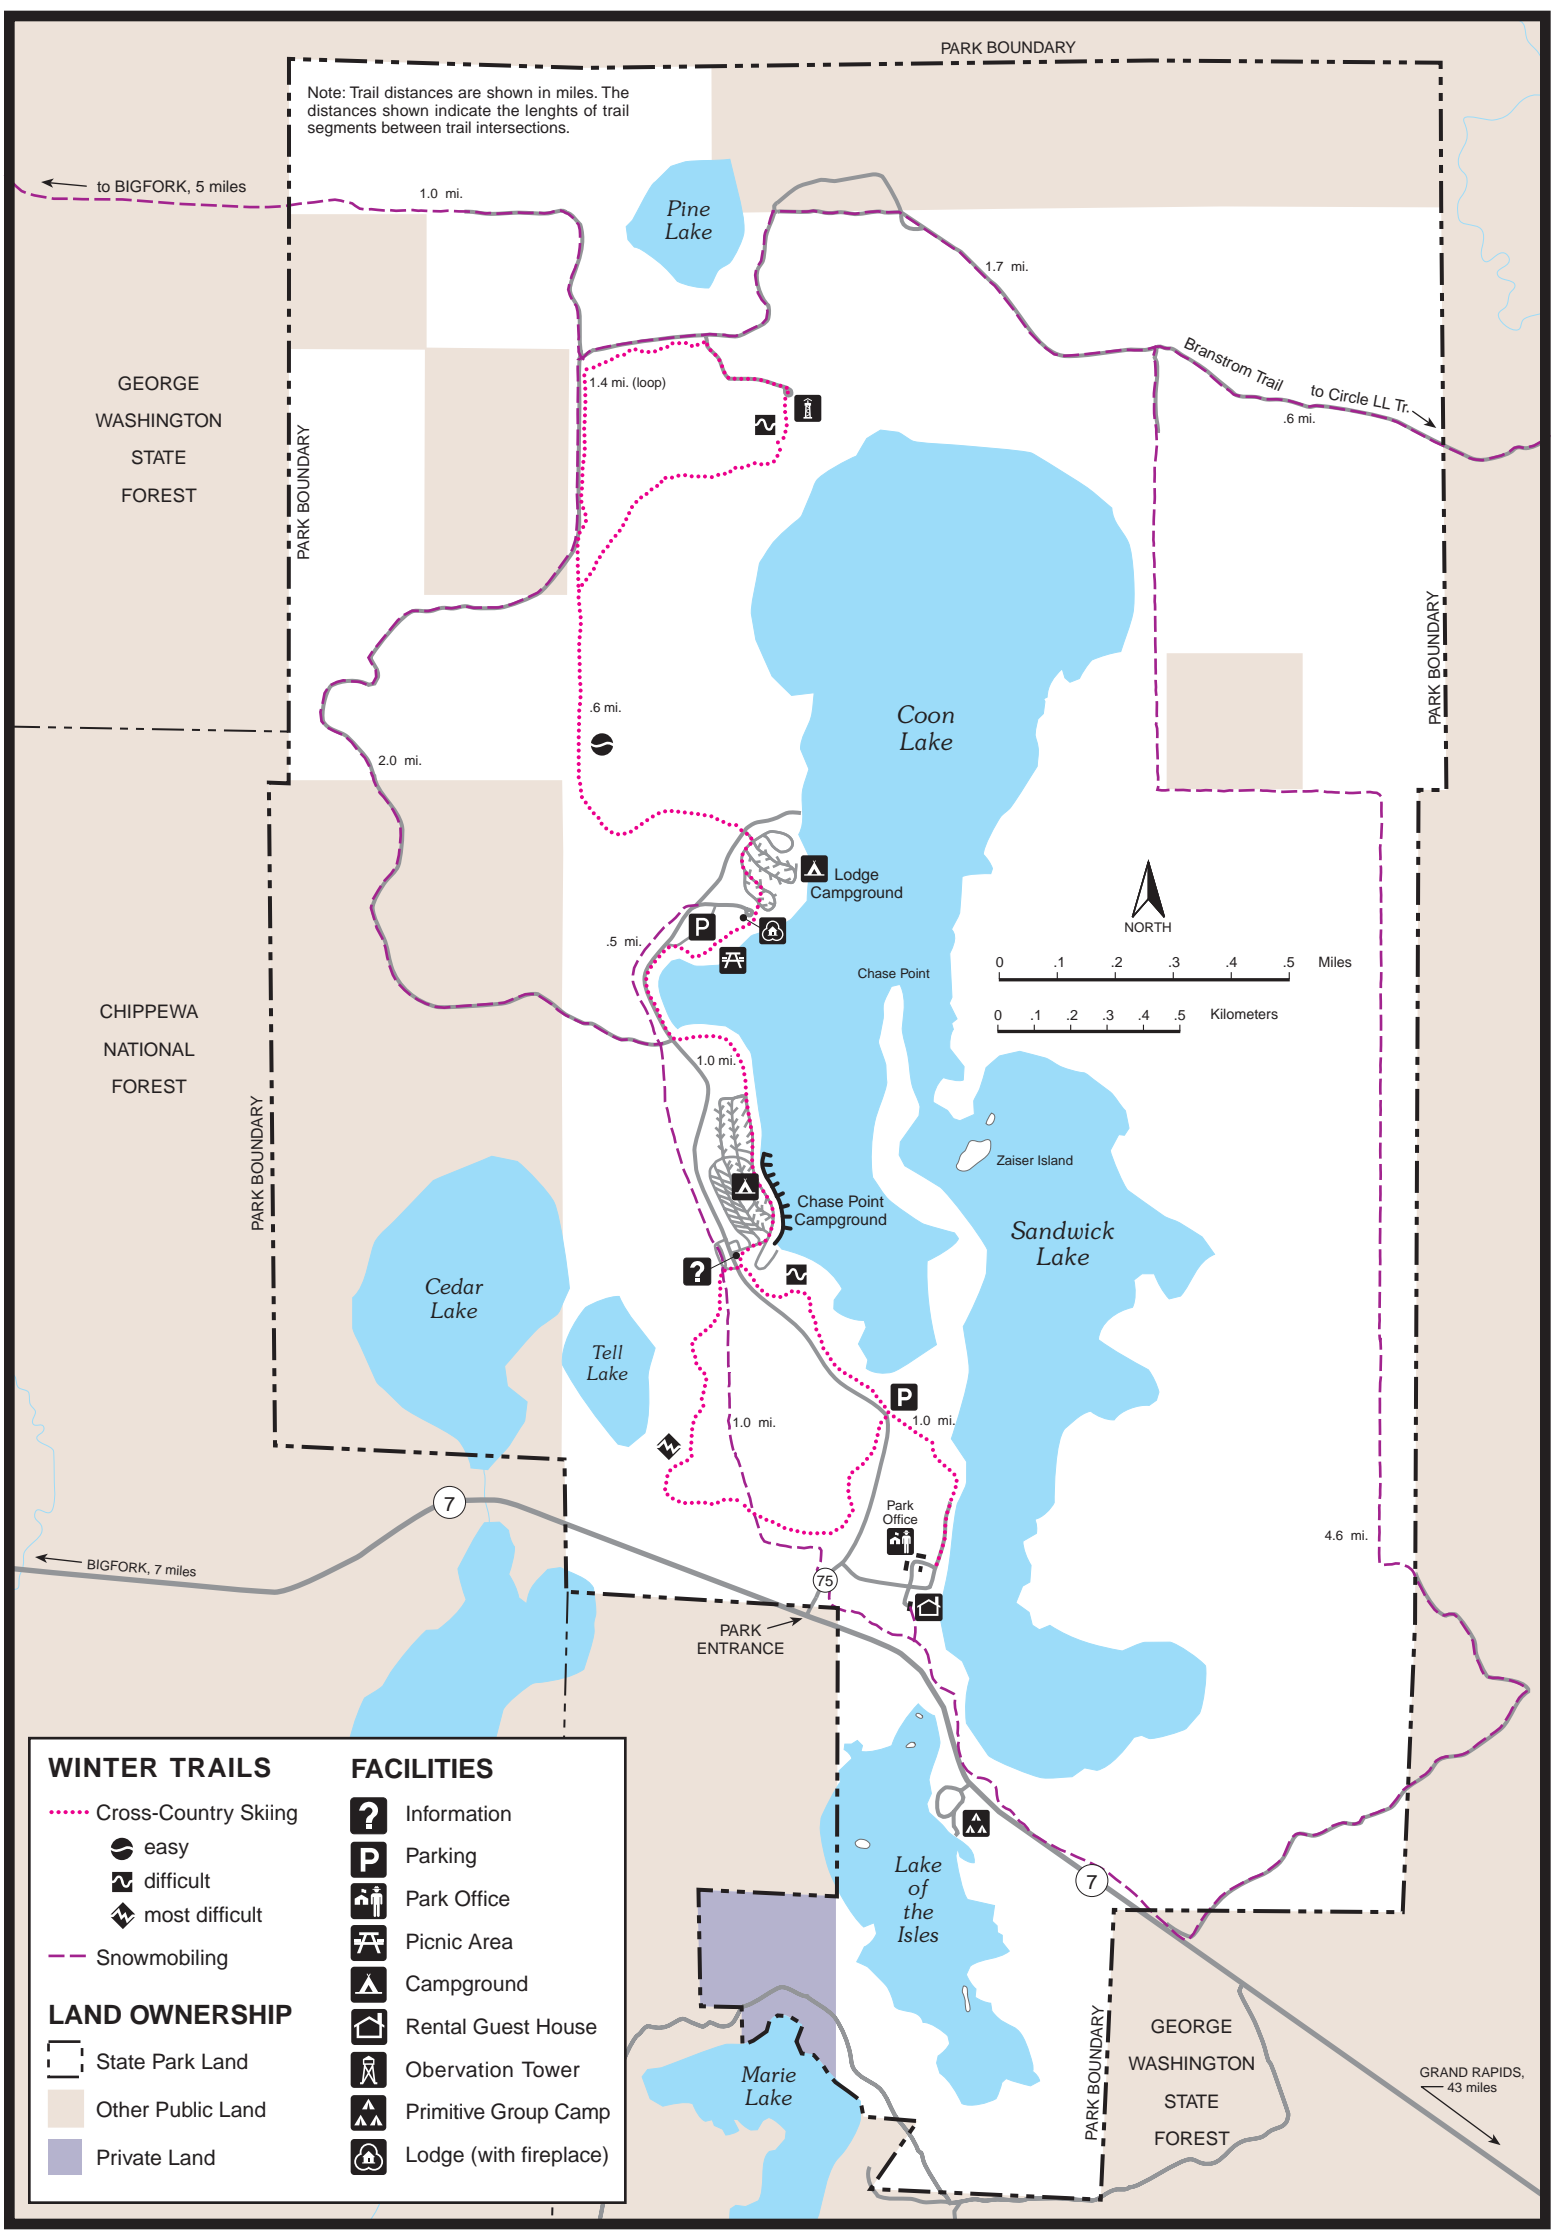 PARK BOUNDARY
Note: Trail distances are shown in miles. The
distances shown indicate the lenghts of trail
segments between trail intersections.
to BIGFORK, 5 miles
1.0 mi.
Pine
Lake
1.7 mi.
Branstrom Trail
to Circle LL Tr.
.6 mi.
GEORGE
WASHINGTON
STATE
FOREST
PARK BOUNDARY
1.4 mi. (loop)
PARK BOUNDARY
.6 mi.
Coon
Lake
2.0 mi.
Lodge
Campground
P
.5 mi.
NORTH
Chase Point
0 .1 .2 .3 .4 .5 Miles
0 .1 .2 .3 .4 .5 Kilometers
CHIPPEWA
NATIONAL
FOREST
1.0 mi.
PARK BOUNDARY
Zaiser Island
Chase Point
Campground
Sandwick
Lake
?
Cedar
Lake
Tell
Lake
P
1.0 mi.
1.0 mi.
7
Park
Office
4.6 mi.
BIGFORK, 7 miles
75
PARK
ENTRANCE
Lake
of
the
Isles
7
WINTER TRAILS
Cross-Country Skiing
easy
difficult
most difficult
Snowmobiling
LAND OWNERSHIP
State Park Land
Other Public Land
Private Land
FACILITIES
? Information
P Parking
Park Office
Picnic Area
Campground
Rental Guest House
Obervation Tower
Primitive Group Camp
Lodge (with fireplace)
Marie
Lake
PARK BOUNDARY
GEORGE
WASHINGTON
STATE
FOREST
GRAND RAPIDS,
43 miles